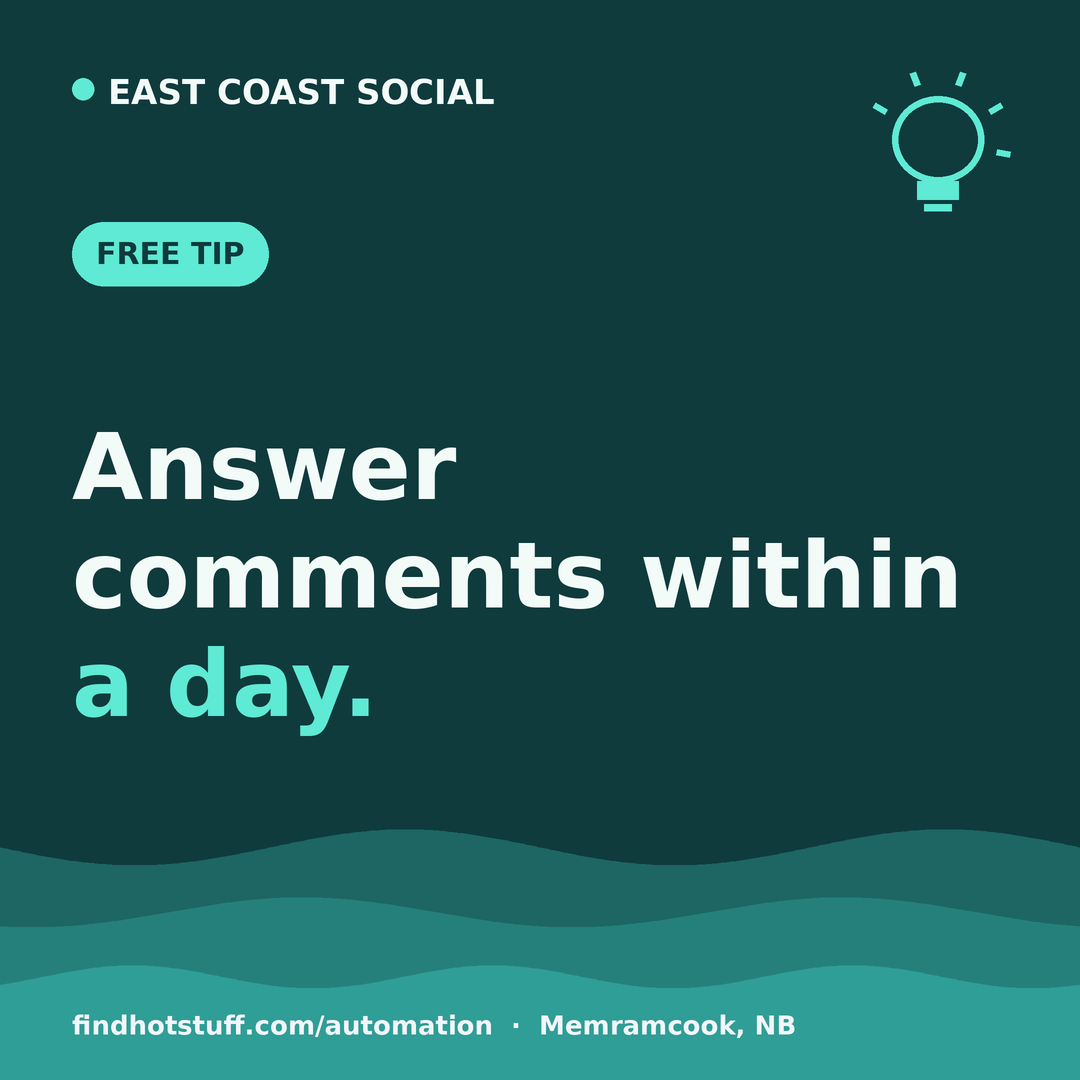 EAST COAST SOCIAL
FREE TIP
Answer
comments within
a day.
findhotstuff.com/automation · Memramcook, NB